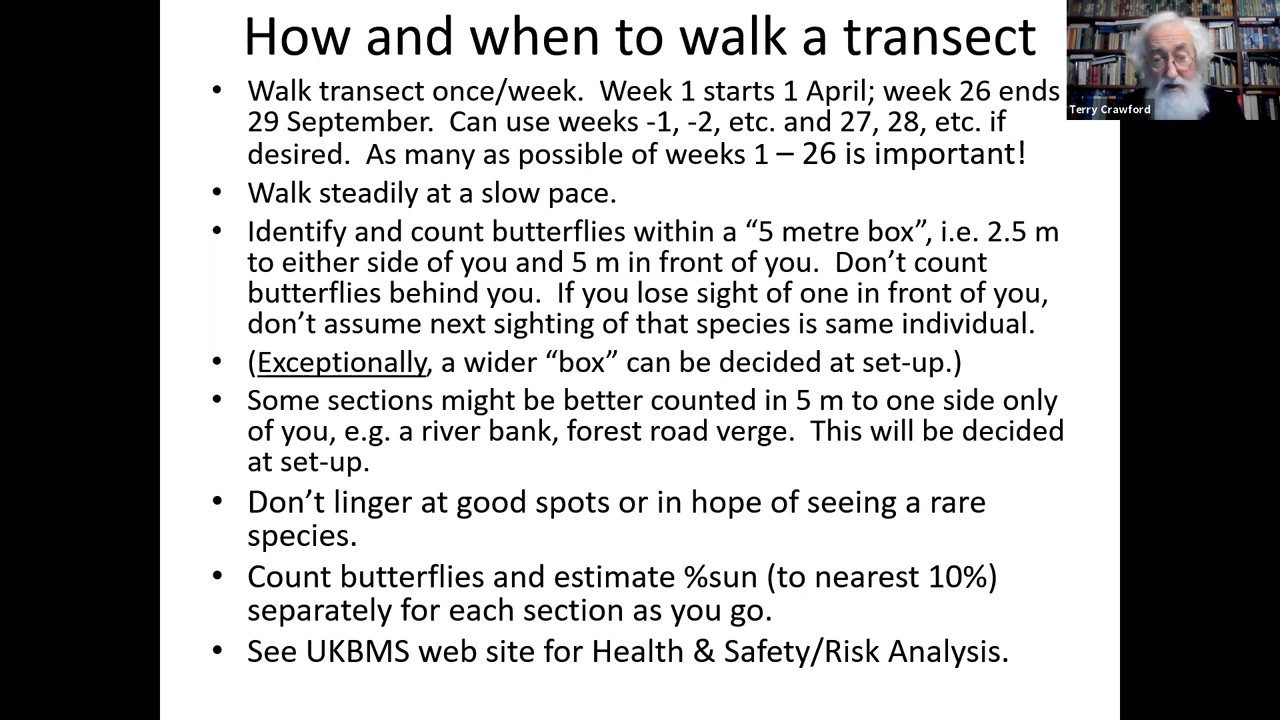 How and when to walk a transect
• Walk transect once/week.  Week 1 starts 1 April; week 26 ends
29 September.  Can use weeks -1, -2, etc. and 27, 28, etc. if
desired.  As many as possible of weeks 1 – 26 is important!
• Walk steadily at a slow pace.
• Identify and count butterflies within a “5 metre box”, i.e. 2.5 m
to either side of you and 5 m in front of you.  Don’t count
butterflies behind you.  If you lose sight of one in front of you,
don’t assume next sighting of that species is same individual.
• (Exceptionally, a wider “box” can be decided at set-up.)
• Some sections might be better counted in 5 m to one side only
of you, e.g. a river bank, forest road verge.  This will be decided
at set-up.
• Don’t linger at good spots or in hope of seeing a rare
species.
• Count butterflies and estimate %sun (to nearest 10%)
separately for each section as you go.
• See UKBMS web site for Health & Safety/Risk Analysis.
Terry Crawford